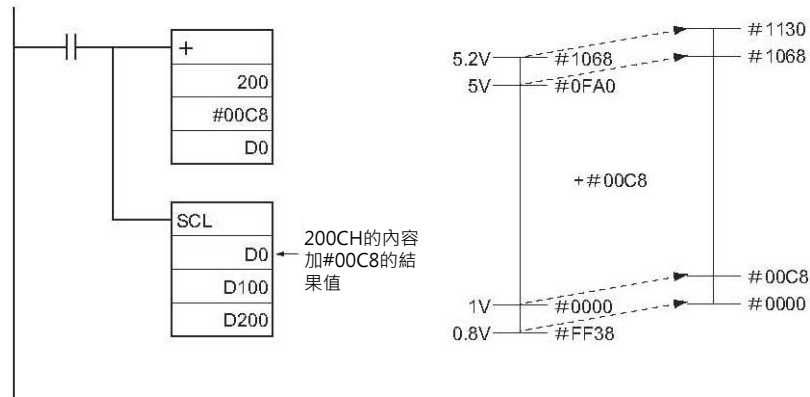 +
200
#00C8
D0
SCL
D0
D100
D200
200CH的內容
加#00C8的結
果值
5.2V
#1068
5V
#0FA0
1V
#0000
0.8V
#FF38
+#00C8
#1130
#1068
#00C8
#0000